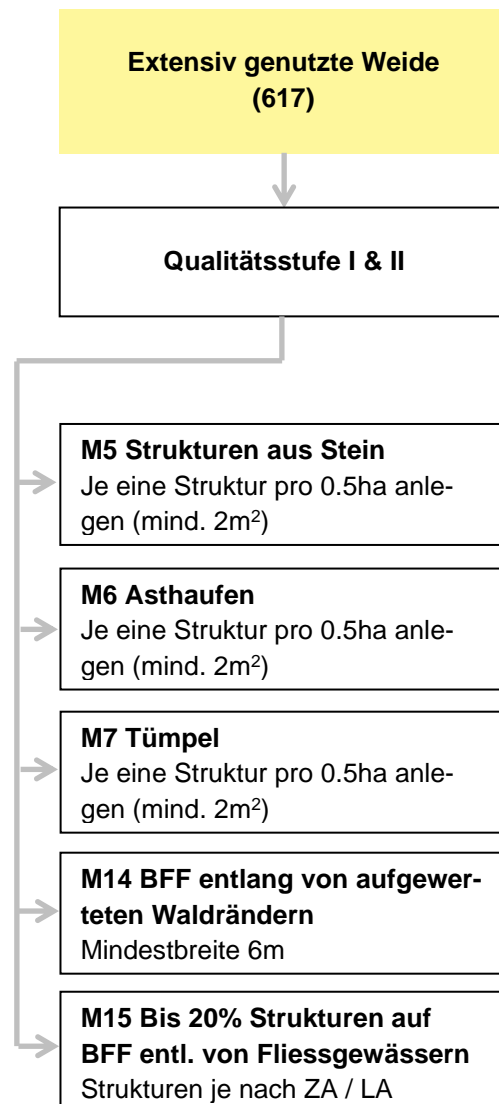 Extensiv genutzte Weide
(617)
Qualitätsstufe I & II
M5 Strukturen aus Stein
Je eine Struktur pro 0.5ha anle-
gen (mind. 2m²)
M6 Asthaufen
Je eine Struktur pro 0.5ha anle-
gen (mind. 2m²)
M7 Tümpel
Je eine Struktur pro 0.5ha anle-
gen (mind. 2m²)
M14 BFF entlang von aufgewer-
teten Waldrändern
Mindestbreite 6m
M15 Bis 20% Strukturen auf
BFF entl. von Fliessgewässern
Strukturen je nach ZA / LA